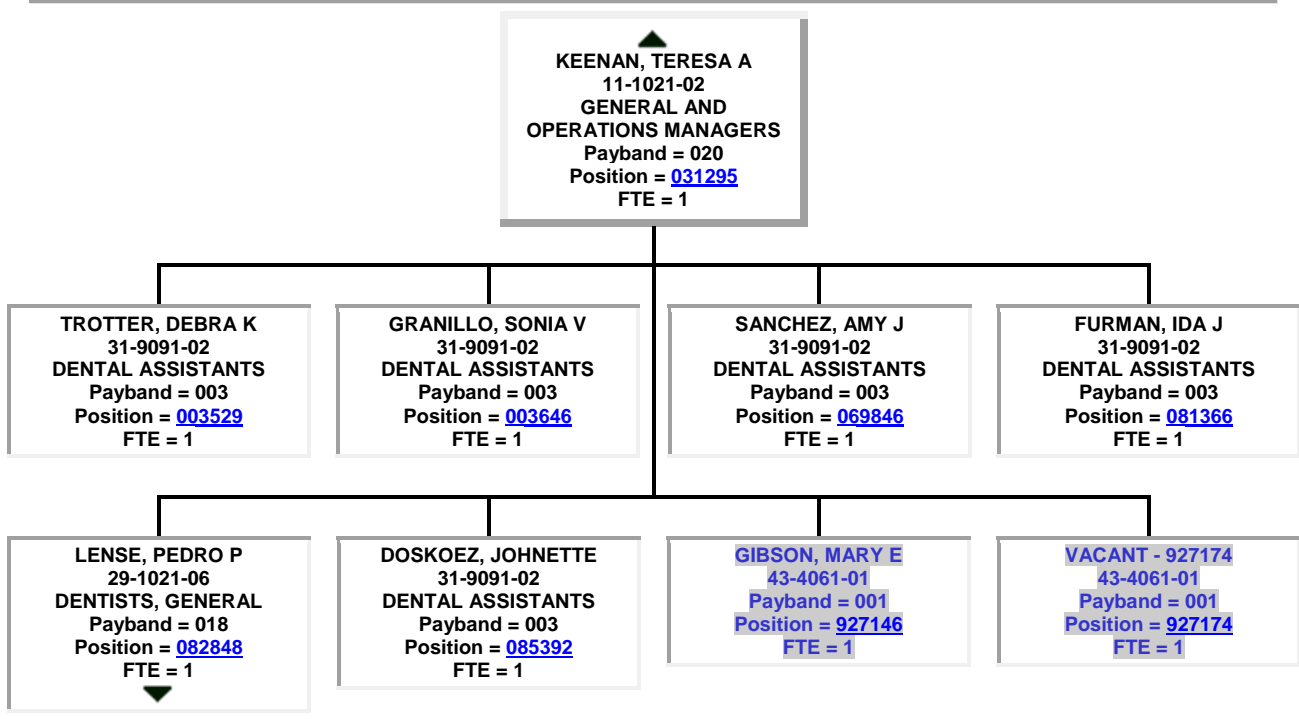 KEENAN, TERESA A
11-1021-02
GENERAL AND
OPERATIONS MANAGERS
Payband = 020
Position = 031295
FTE = 1
TROTTER, DEBRA K
31-9091-02
DENTAL ASSISTANTS
Payband = 003
Position = 003529
FTE = 1
GRANILLO, SONIA V
31-9091-02
DENTAL ASSISTANTS
Payband = 003
Position = 003646
FTE = 1
SANCHEZ, AMY J
31-9091-02
DENTAL ASSISTANTS
Payband = 003
Position = 069846
FTE = 1
FURMAN, IDA J
31-9091-02
DENTAL ASSISTANTS
Payband = 003
Position = 081366
FTE = 1
LENSE, PEDRO P
29-1021-06
DENTISTS, GENERAL
Payband = 018
Position = 082848
FTE = 1
DOSKOEZ, JOHNETTE
31-9091-02
DENTAL ASSISTANTS
Payband = 003
Position = 085392
FTE = 1
GIBSON, MARY E
43-4061-01
Payband = 001
Position = 927146
FTE = 1
VACANT - 927174
43-4061-01
Payband = 001
Position = 927174
FTE = 1